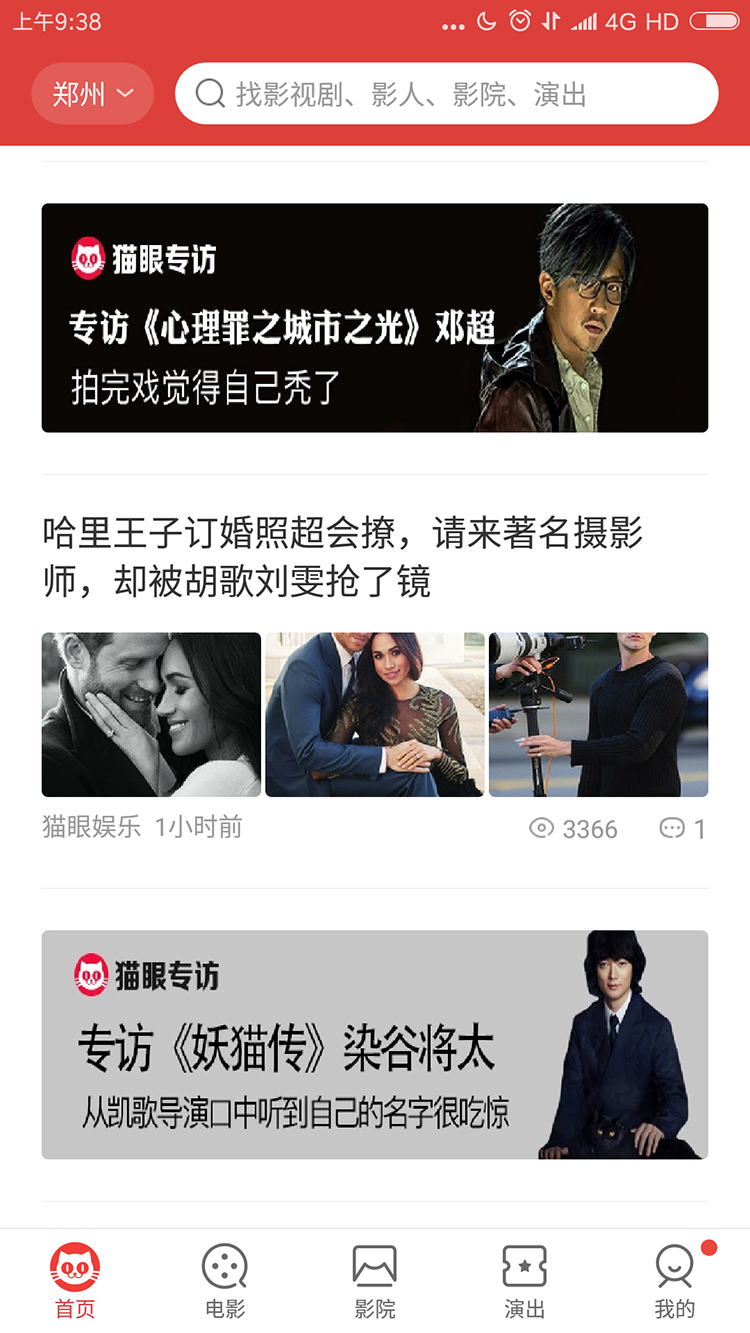 上午9:38
... 4G HD
郑州
找影视剧、影人、影院、演出
猫眼专访
专访《心理罪之城市之光》邓超
拍完戏觉得自己秃了
哈里王子订婚照超会撩，请来著名摄影
师，却被胡歌刘雯抢了镜
猫眼娱乐 1小时前 3366 1
猫眼专访
专访《妖猫传》染谷将太
从凯歌导演口中听到自己的名字很吃惊
首页 电影 影院 演出 我的